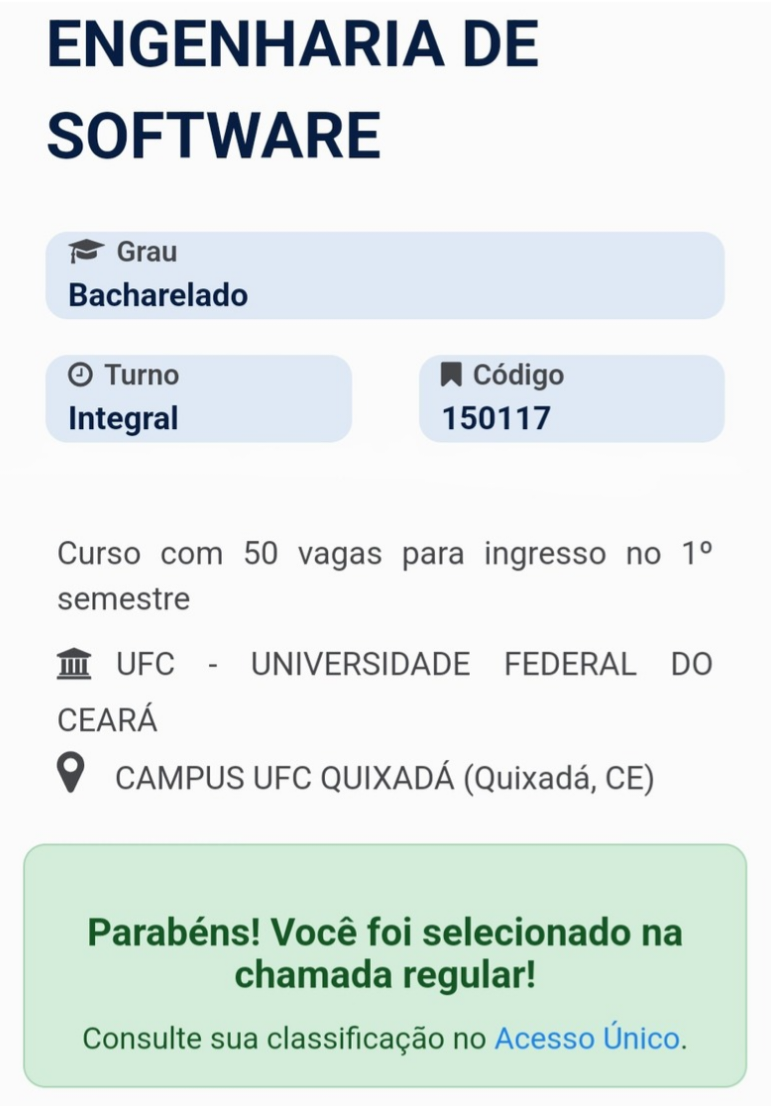 ENGENHARIA DE
SOFTWARE
Grau
Bacharelado
Turno
Integral
Código
150117
Curso com 50 vagas para ingresso no 1º
semestre
UFC - UNIVERSIDADE FEDERAL DO
CEARÁ
CAMPUS UFC QUIXADÁ (Quixadá, CE)
Parabéns! Você foi selecionado na
chamada regular!
Consulte sua classificação no Acesso Único.